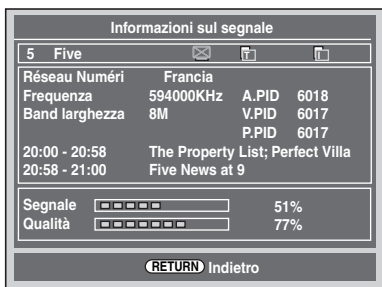 Informazioni sul segnale
5 Five
Réseau Numéri Francia
Frequenza 594000KHz A.PID 6018
Band larghezza 8M V.PID 6017
P.PID 6017
20:00 - 20:58 The Property List; Perfect Villa
20:58 - 21:00 Five News at 9
Segnale 51%
Qualità 77%
RETURN Indietro